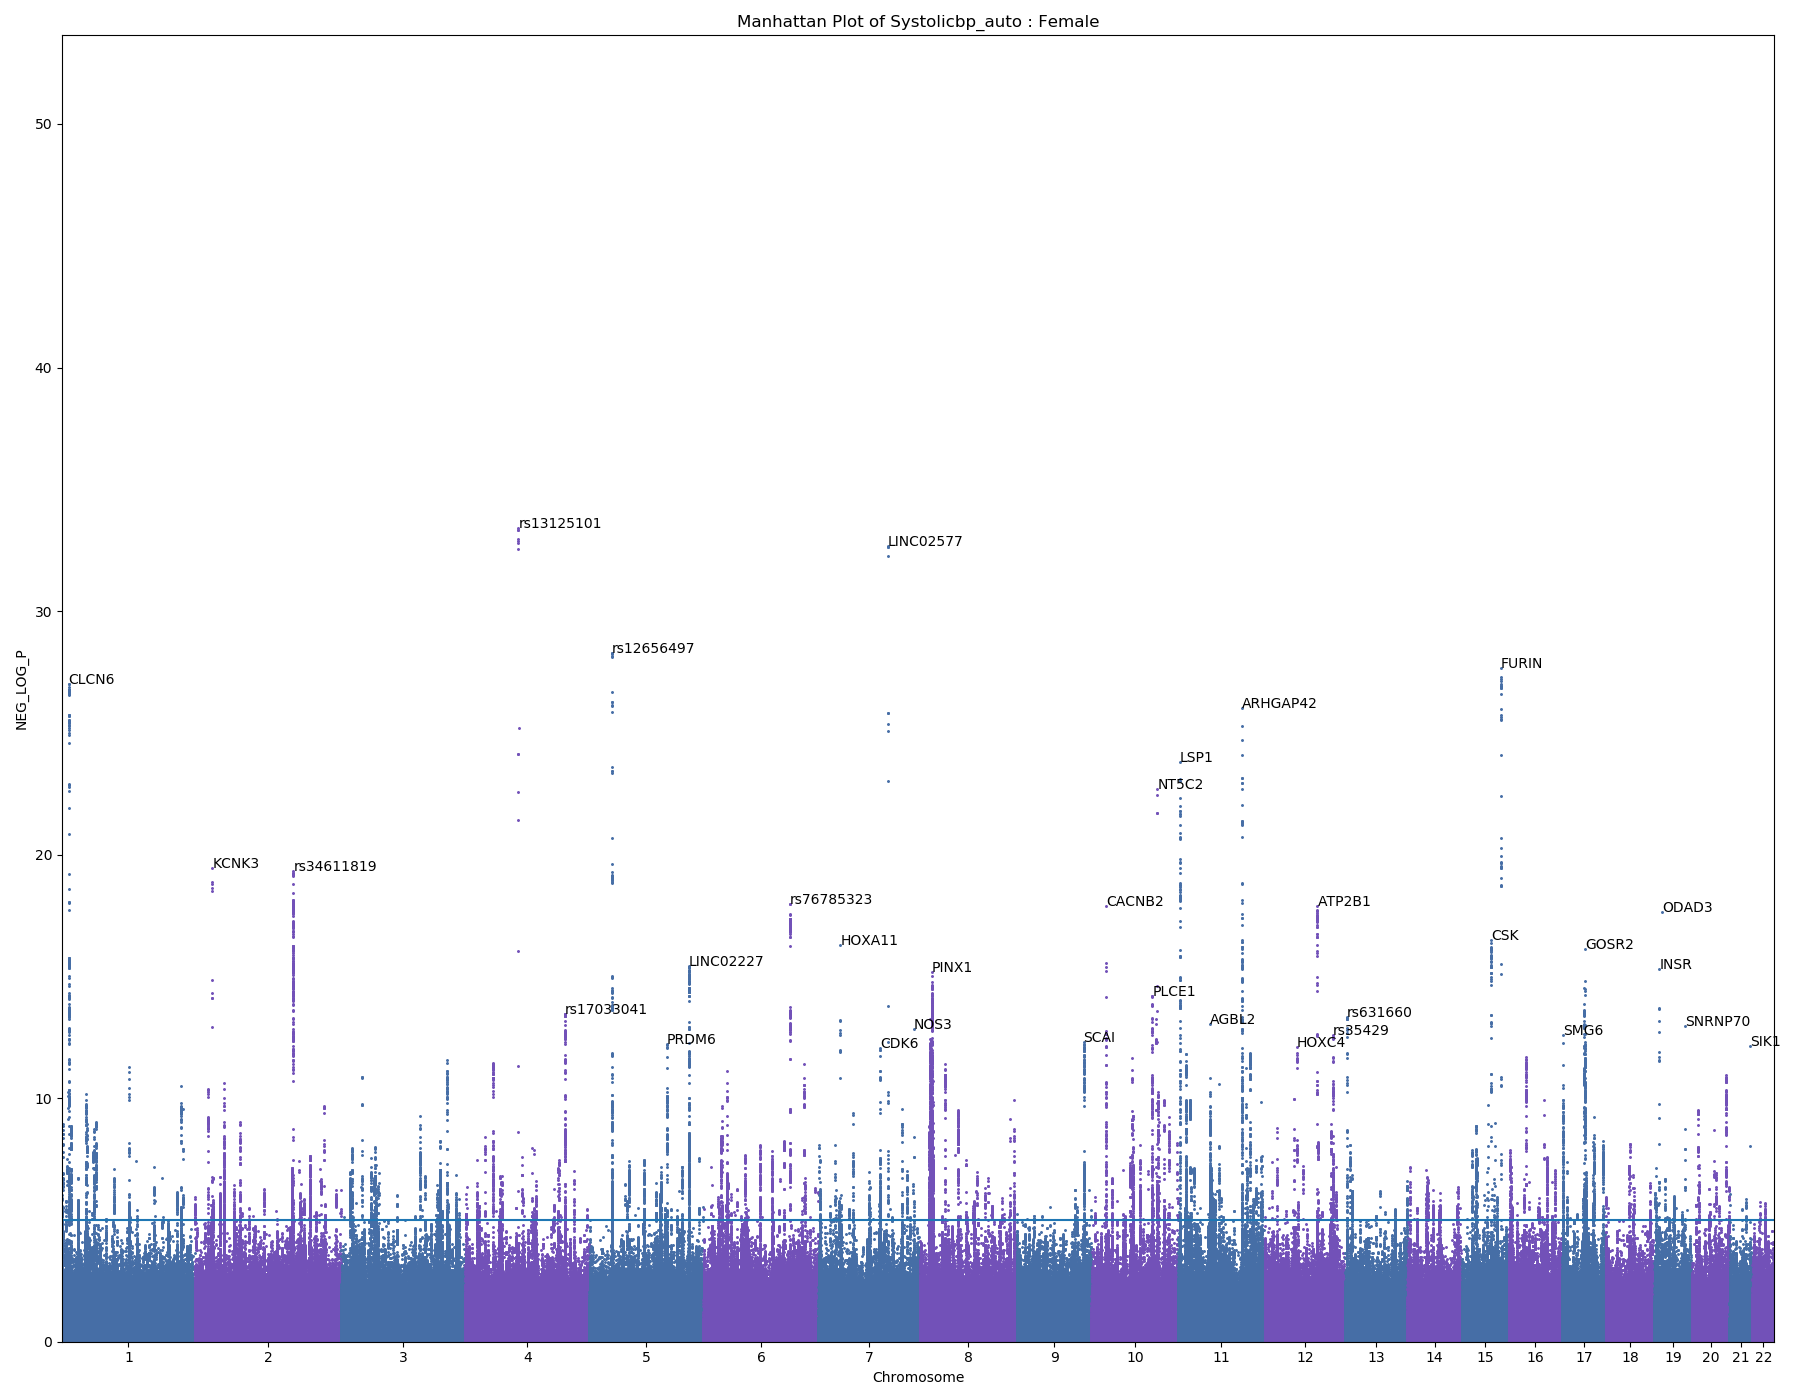 Manhattan Plot of Systolicbp_auto : Female
50
40
30
20
10
0
NEG_LOG_P
rs13125101
LINC02577
rs12656497
FURIN
CLCN6
ARHGAP42
LSP1
NT5C2
KCNK3
rs34611819
rs76785323
CACNB2
ATP2B1
ODAD3
HOXA11
CSK
GOSR2
LINC02227
PINX1
INSR
PLCE1
rs17033041
rs631660
AGBL2
SNRNP70
NOS3
rs35429
SMG6
PRDM6
SCAI
CDK6
HOXC4
SIK1
1 2 3 4 5 6 7 8 9 10 11 12 13 14 15 16 17 18 19 20 21 22
Chromosome